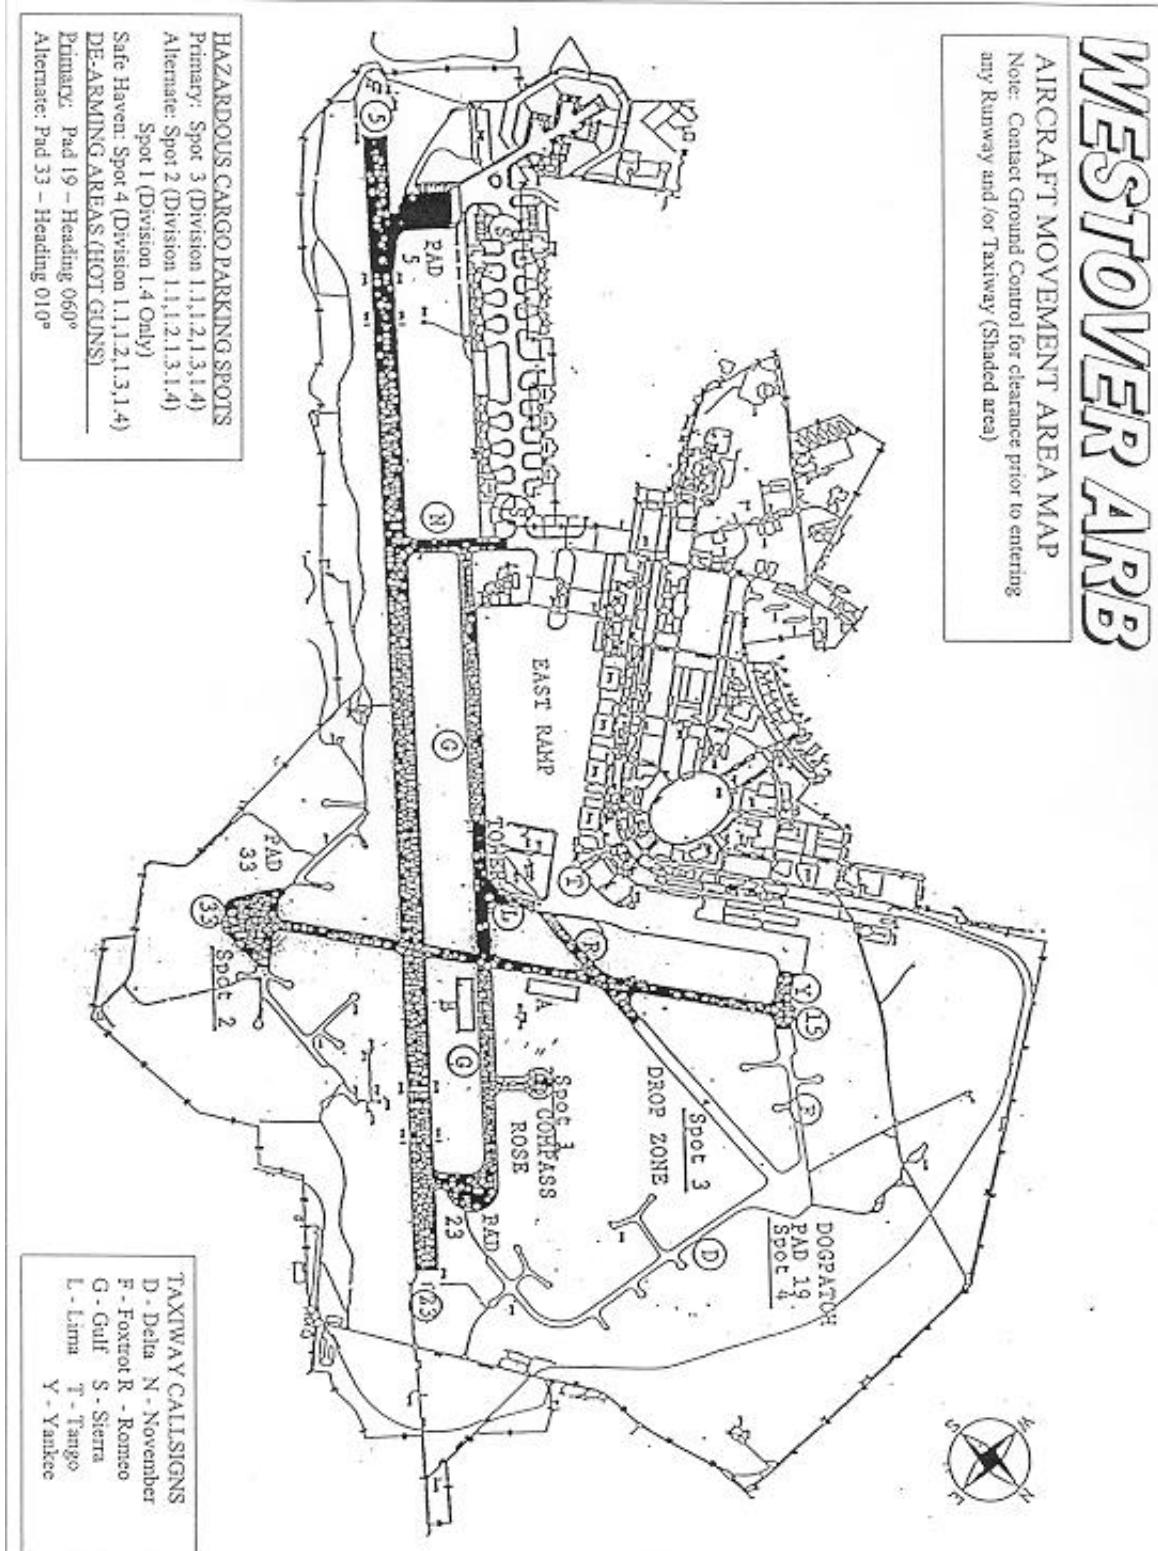 WESTOVER ARB
AIRCRAFT MOVEMENT AREA MAP
Note: Contact Ground Control for clearance prior to entering
any Runway and /or Taxiway (Shaded area)
HAZARDOUS CARGO PARKING SPOTS
Primary: Spot 3 (Division 1.1,1.2,1.3,1.4)
Alternate: Spot 2 (Division 1.1,1.2,1.3,1.4)
Spot 1 (Division 1.4 Only)
Safe Haven: Spot 4 (Division 1.1,1.2,1.3,1.4)
DE-ARMING AREAS (HOT GUNS)
Primary: Pad 19 – Heading 060°
Alternate: Pad 33 – Heading 010°
TAXIWAY CALLSIGNS
D - Delta N - November
F - Foxtrot R - Romeo
G - Gulf S - Sierra
L - Lima T - Tango
Y - Yankee
5
PAD
5
S
N
EAST RAMP
G
TOWER
T
L
R
PAD
33
33
Spot 2
A
B
Y
15
G
F
Spot 1
COMPASS
ROSE
DROP ZONE
Spot 3
PAD
23
23
D
DOGPATCH
PAD 19
Spot 4
S
W
E
N